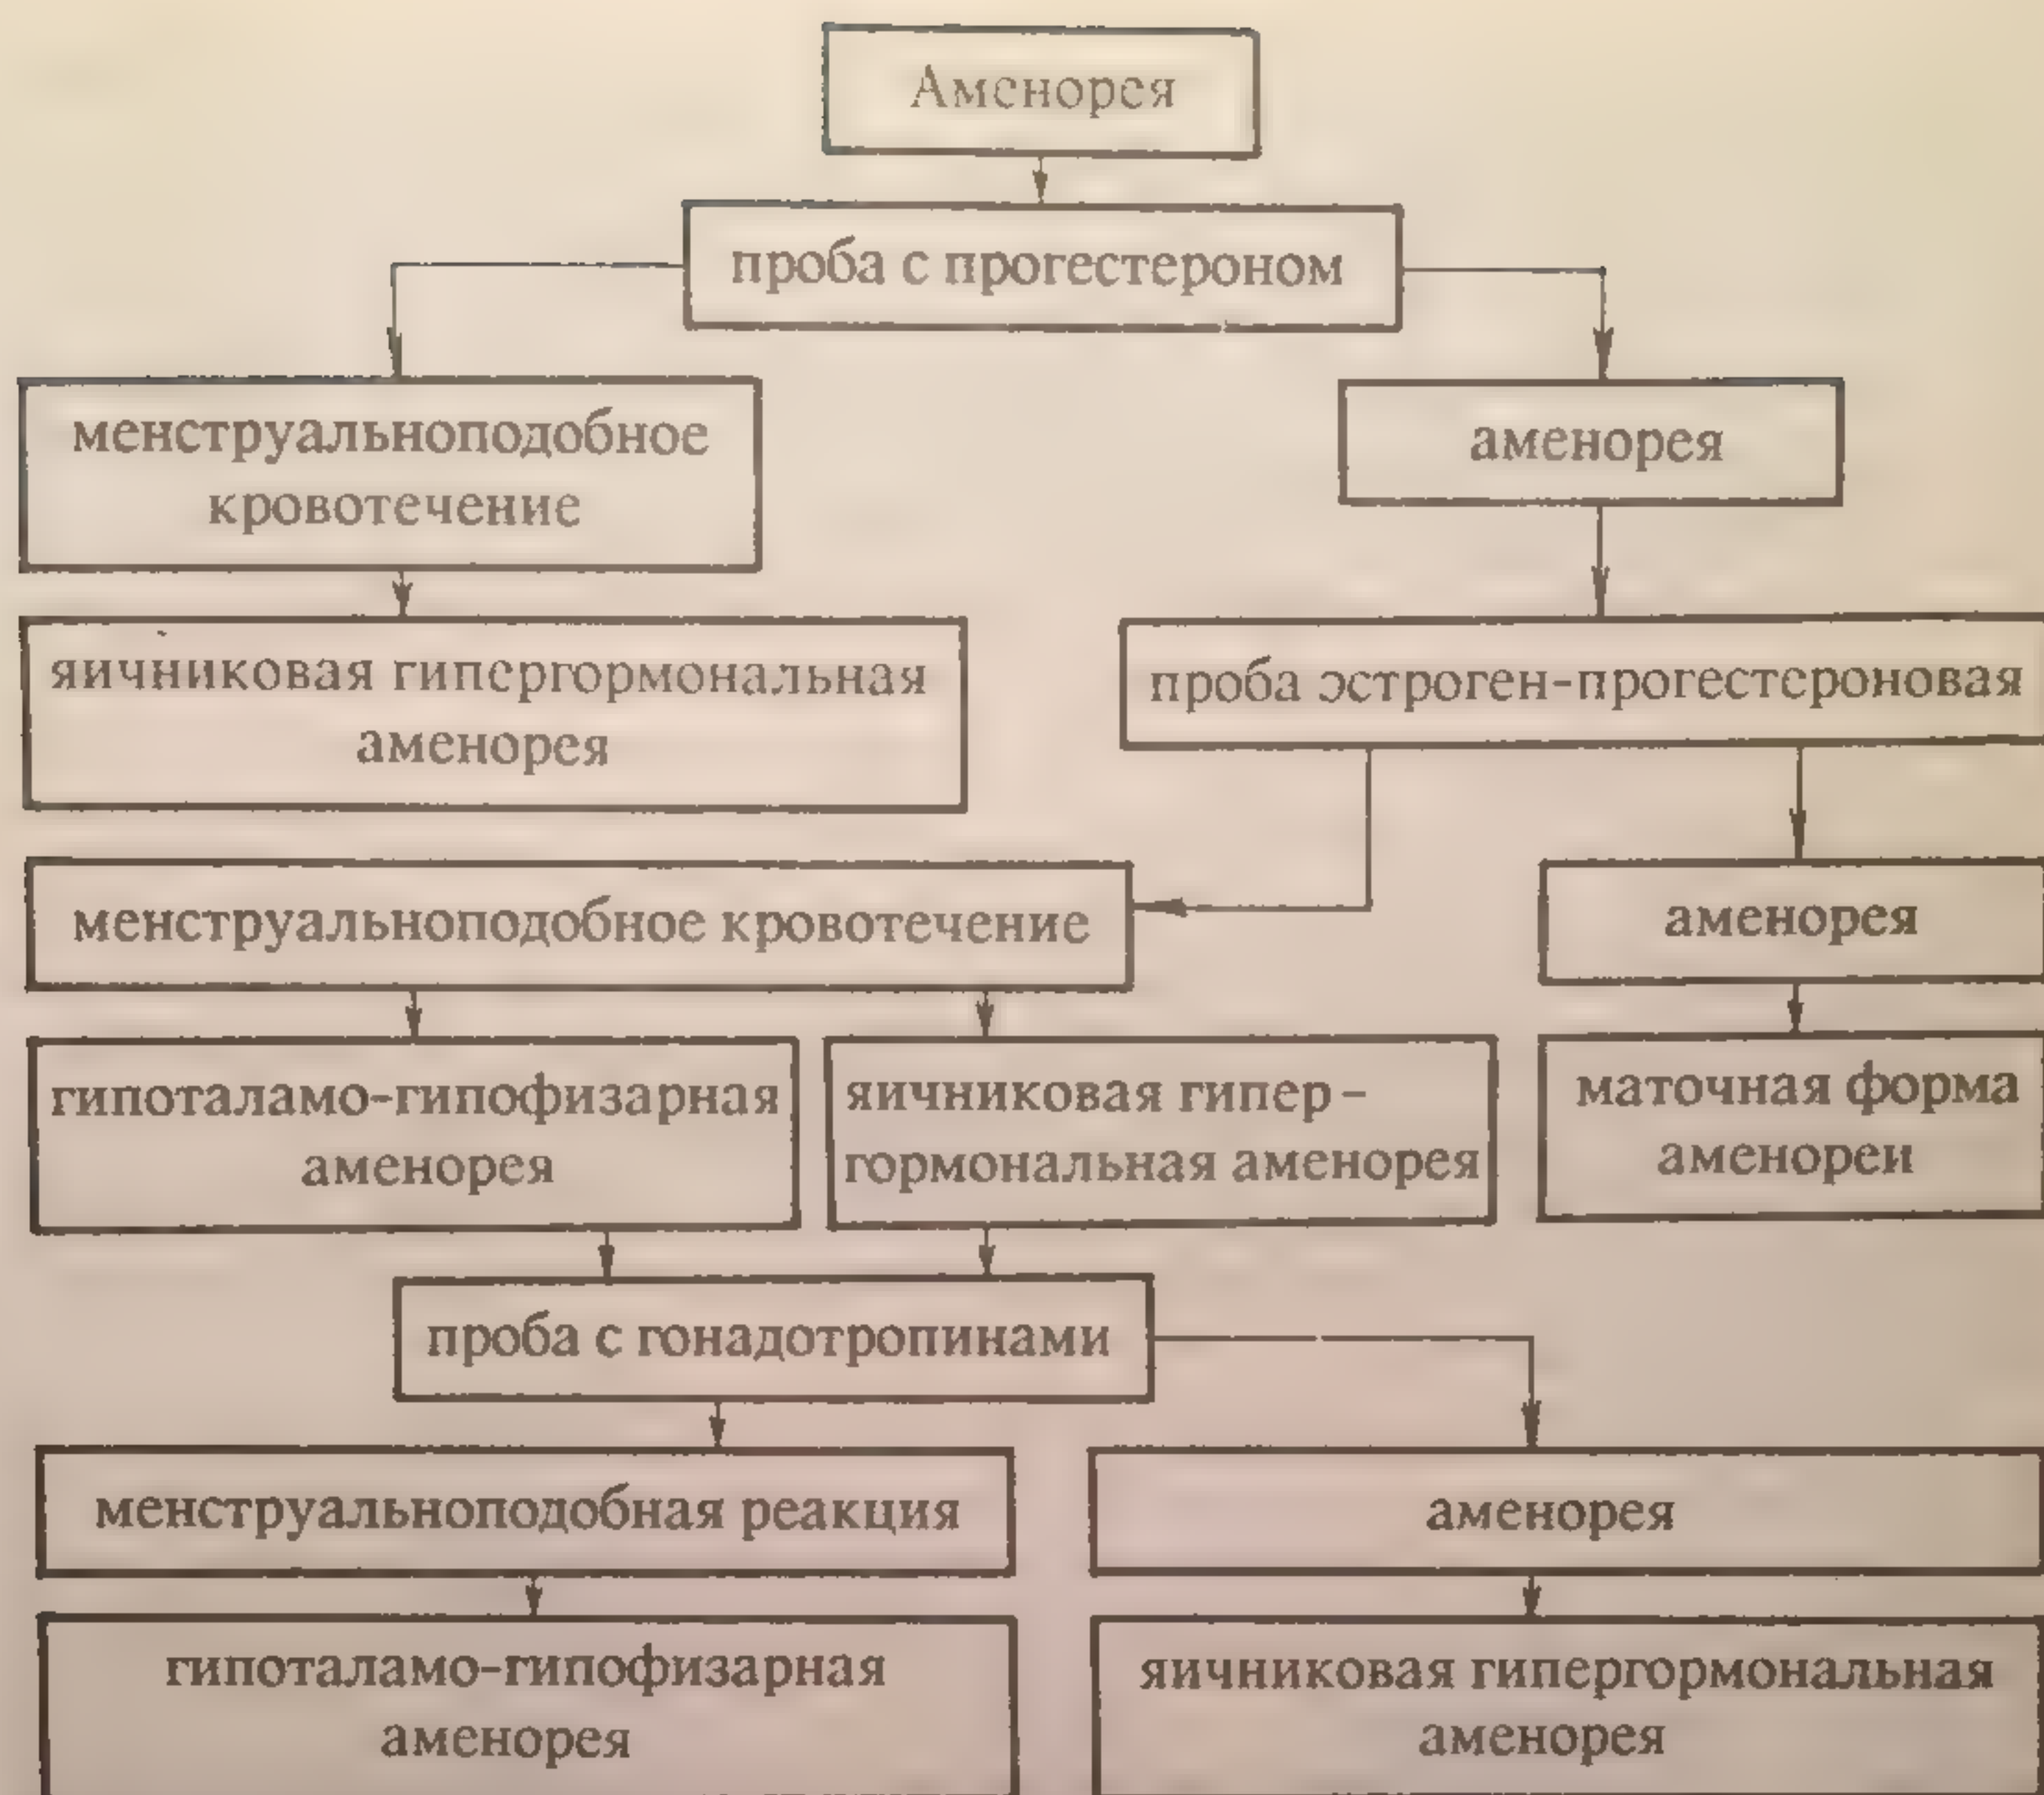 Аменорея
проба с прогестероном
менструальноподобное
кровотечение
аменорея
яичниковая гипергормональная
аменорея
проба эстроген-прогестероновая
менструальноподобное кровотечение
аменорея
гипоталамо-гипофизарная
аменорея
яичниковая гипер–
гормональная аменорея
маточная форма
аменореи
проба с гонадотропинами
менструальноподобная реакция
аменорея
гипоталамо-гипофизарная
аменорея
яичниковая гипергормональная
аменорея